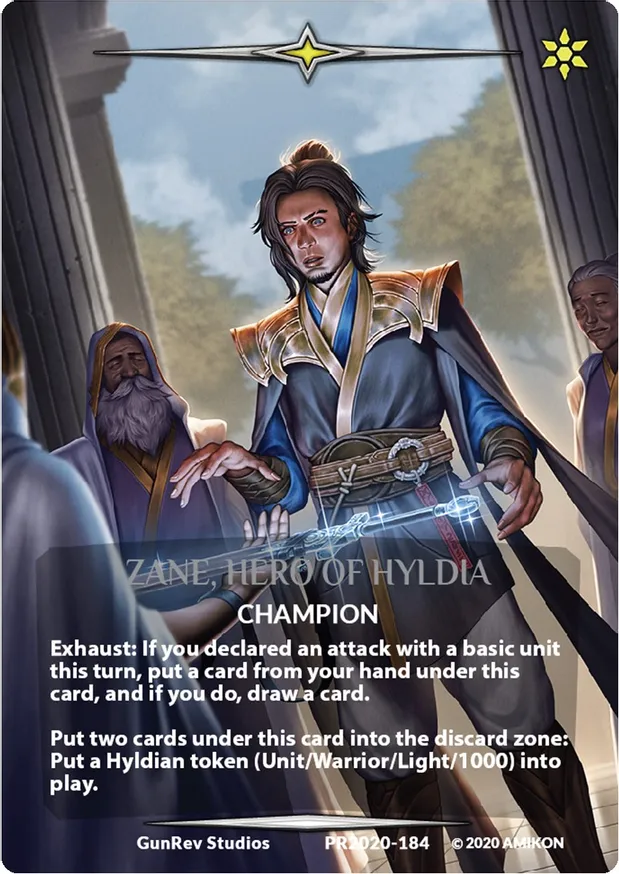 ZANE, HERO OF HYLDIA
CHAMPION
Exhaust: If you declared an attack with a basic unit
this turn, put a card from your hand under this
card, and if you do, draw a card.
Put two cards under this card into the discard zone:
Put a Hyldian token (Unit/Warrior/Light/1000) into
play.
GunRev Studios PR2020-184 © 2020 AMIKON